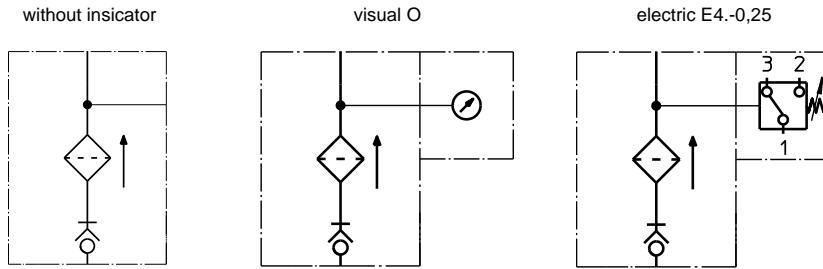 without insicator
visual O
electric E4.-0,25
3 2
1